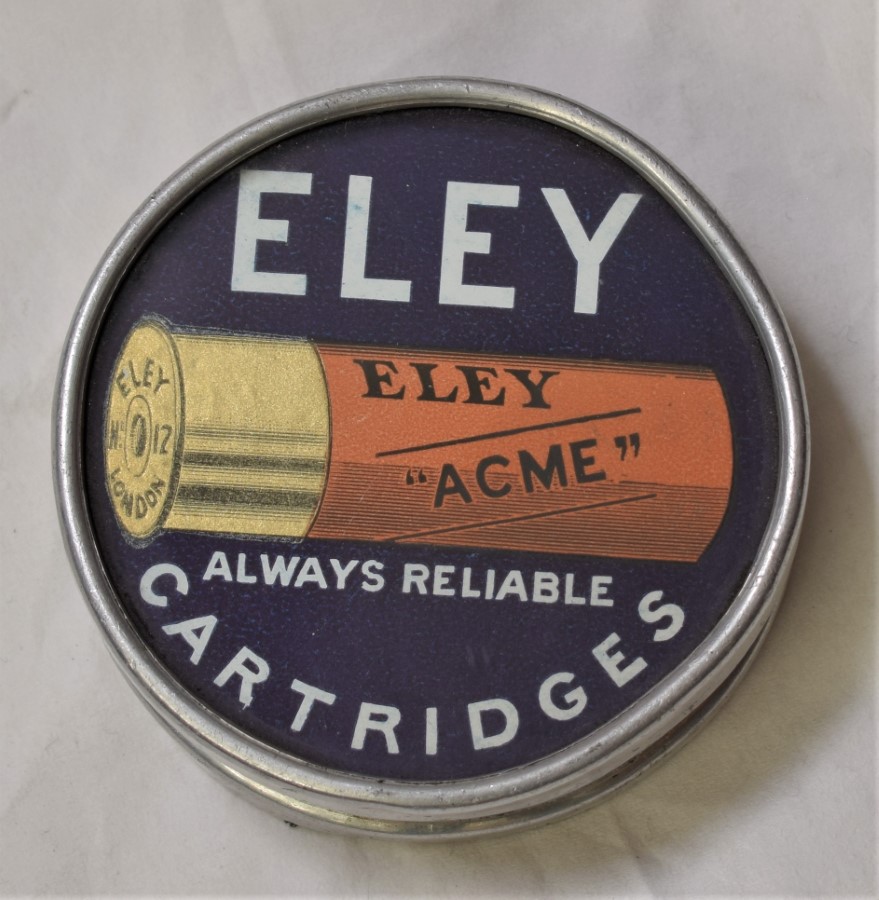 ELEY
ELEY
"ACME"
ELEY
Nº 12
LONDON
ALWAYS RELIABLE
CARTRIDGES